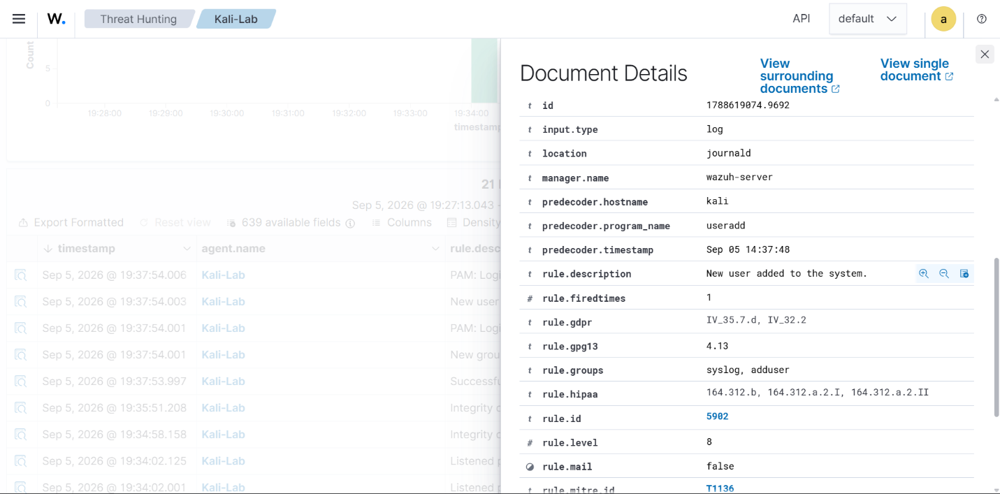 W. Threat Hunting Kali-Lab API default a
Count
5
0
19:28:00 19:29:00 19:30:00 19:31:00 19:32:00 19:33:00 19:34:00
timestamp
21
Sep 5, 2026 @ 19:27:13.043 -
Export Formatted Reset view 639 available fields Columns Density
timestamp agent.name rule.desc
Sep 5, 2026 @ 19:37:54.006 Kali-Lab PAM: Logi
Sep 5, 2026 @ 19:37:54.003 Kali-Lab New user
Sep 5, 2026 @ 19:37:54.001 Kali-Lab PAM: Logi
Sep 5, 2026 @ 19:37:54.001 Kali-Lab New grou
Sep 5, 2026 @ 19:37:53.997 Kali-Lab Successfu
Sep 5, 2026 @ 19:35:51.208 Kali-Lab Integrity c
Sep 5, 2026 @ 19:34:58.158 Kali-Lab Integrity c
Sep 5, 2026 @ 19:34:02.125 Kali-Lab Listened p
Sep 5, 2026 @ 19:34:02.001 Kali-Lab Listened p
Document Details
View
surrounding
documents
View single
document
t id 1788619074.9692
t input.type log
t location journald
t manager.name wazuh-server
t predecoder.hostname kali
t predecoder.program_name useradd
t predecoder.timestamp Sep 05 14:37:48
t rule.description New user added to the system.
# rule.firedtimes 1
t rule.gdpr IV_35.7.d, IV_32.2
t rule.gpg13 4.13
t rule.groups syslog, adduser
t rule.hipaa 164.312.b, 164.312.a.2.I, 164.312.a.2.II
t rule.id 5902
# rule.level 8
rule.mail false
t rule.mitre.id T1136